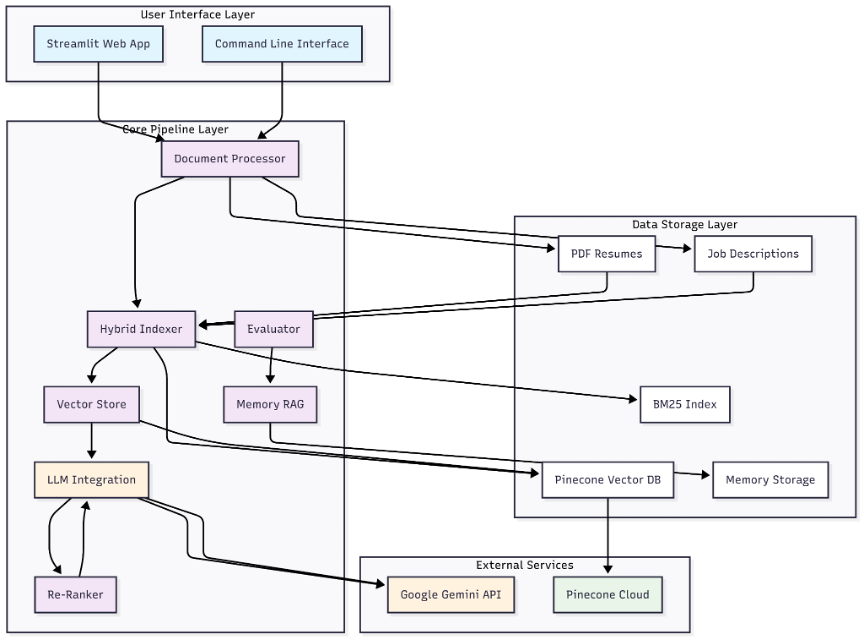 User Interface Layer
Streamlit Web App
Command Line Interface
Core Pipeline Layer
Document Processor
Data Storage Layer
PDF Resumes
Job Descriptions
Hybrid Indexer
Evaluator
Vector Store
Memory RAG
BM25 Index
LLM Integration
Pinecone Vector DB
Memory Storage
External Services
Re-Ranker
Google Gemini API
Pinecone Cloud